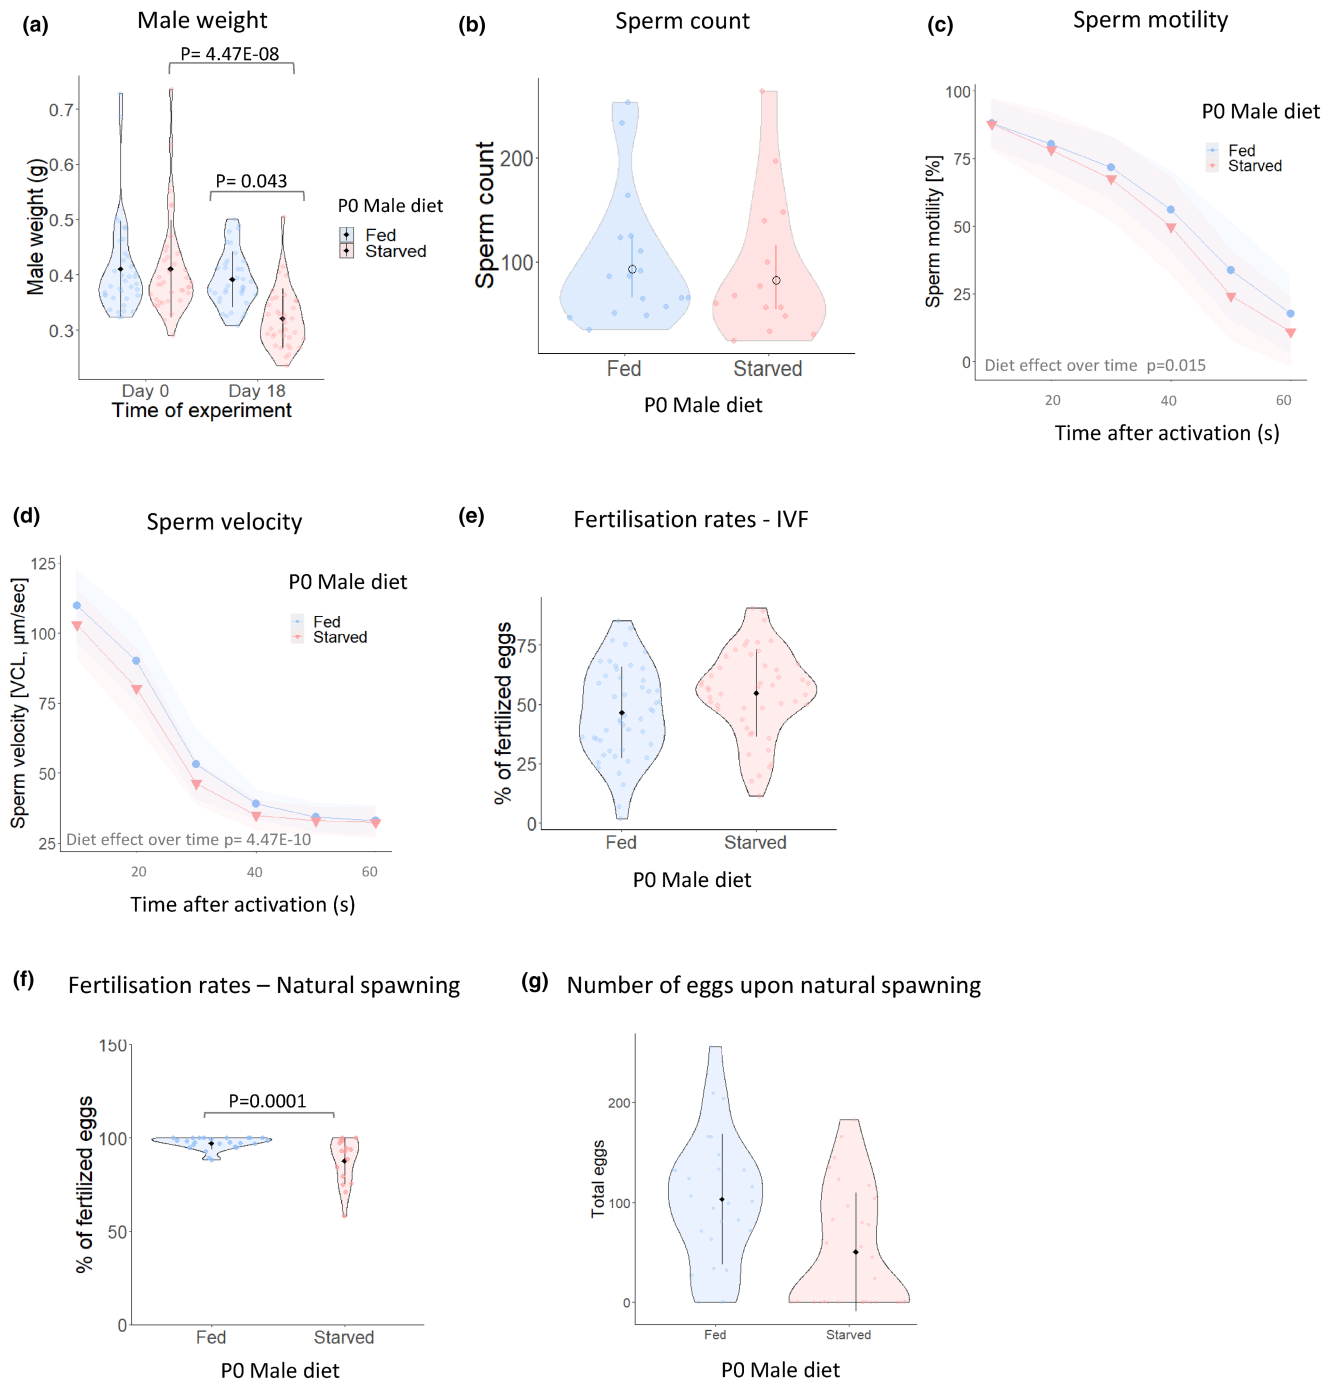 (a) Male weight
P= 4.47E-08
P= 0.043
Male weight (g)
0.7
0.6
0.5
0.4
0.3
Day 0 Day 18
Time of experiment
P0 Male diet
Fed
Starved
(b) Sperm count
Sperm count
200
100
Fed Starved
P0 Male diet
(c) Sperm motility
Sperm motility [%]
100
75
50
25
0
P0 Male diet
Fed
Starved
Diet effect over time p=0.015
20 40 60
Time after activation (s)
(d) Sperm velocity
Sperm velocity [VCL, μm/sec]
125
100
75
50
25
P0 Male diet
Fed
Starved
Diet effect over time p= 4.47E-10
20 40 60
Time after activation (s)
(e) Fertilisation rates - IVF
% of fertilized eggs
75
50
25
0
Fed Starved
P0 Male diet
(f) Fertilisation rates – Natural spawning
% of fertilized eggs
150
100
50
0
P=0.0001
Fed Starved
P0 Male diet
(g) Number of eggs upon natural spawning
Total eggs
200
100
0
Fed Starved
P0 Male diet